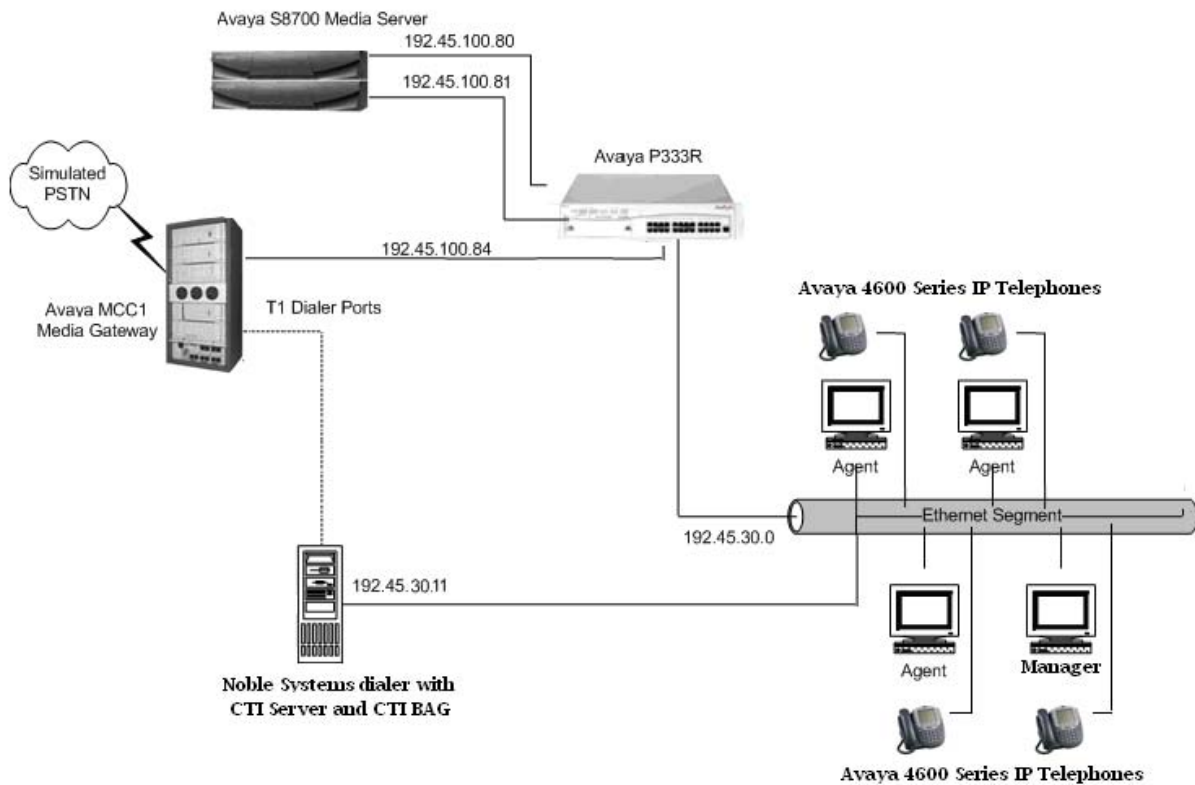 Avaya S8700 Media Server
192.45.100.80
192.45.100.81
Avaya P333R
Simulated
PSTN
192.45.100.84
Avaya MCC1
Media Gateway
T1 Dialer Ports
Avaya 4600 Series IP Telephones
Agent
Agent
Ethernet Segment
192.45.30.0
192.45.30.11
Noble Systems dialer with
CTI Server and CTI BAG
Agent
Manager
Avaya 4600 Series IP Telephones